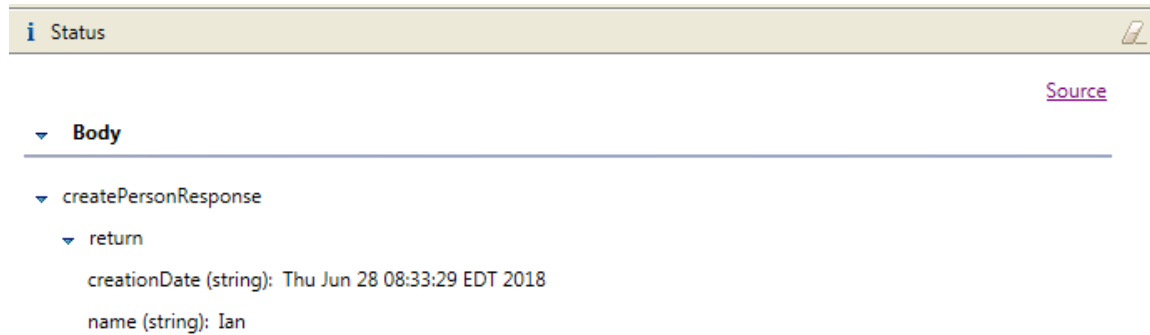 i Status
Source
Body
createPersonResponse
return
creationDate (string): Thu Jun 28 08:33:29 EDT 2018
name (string): Ian